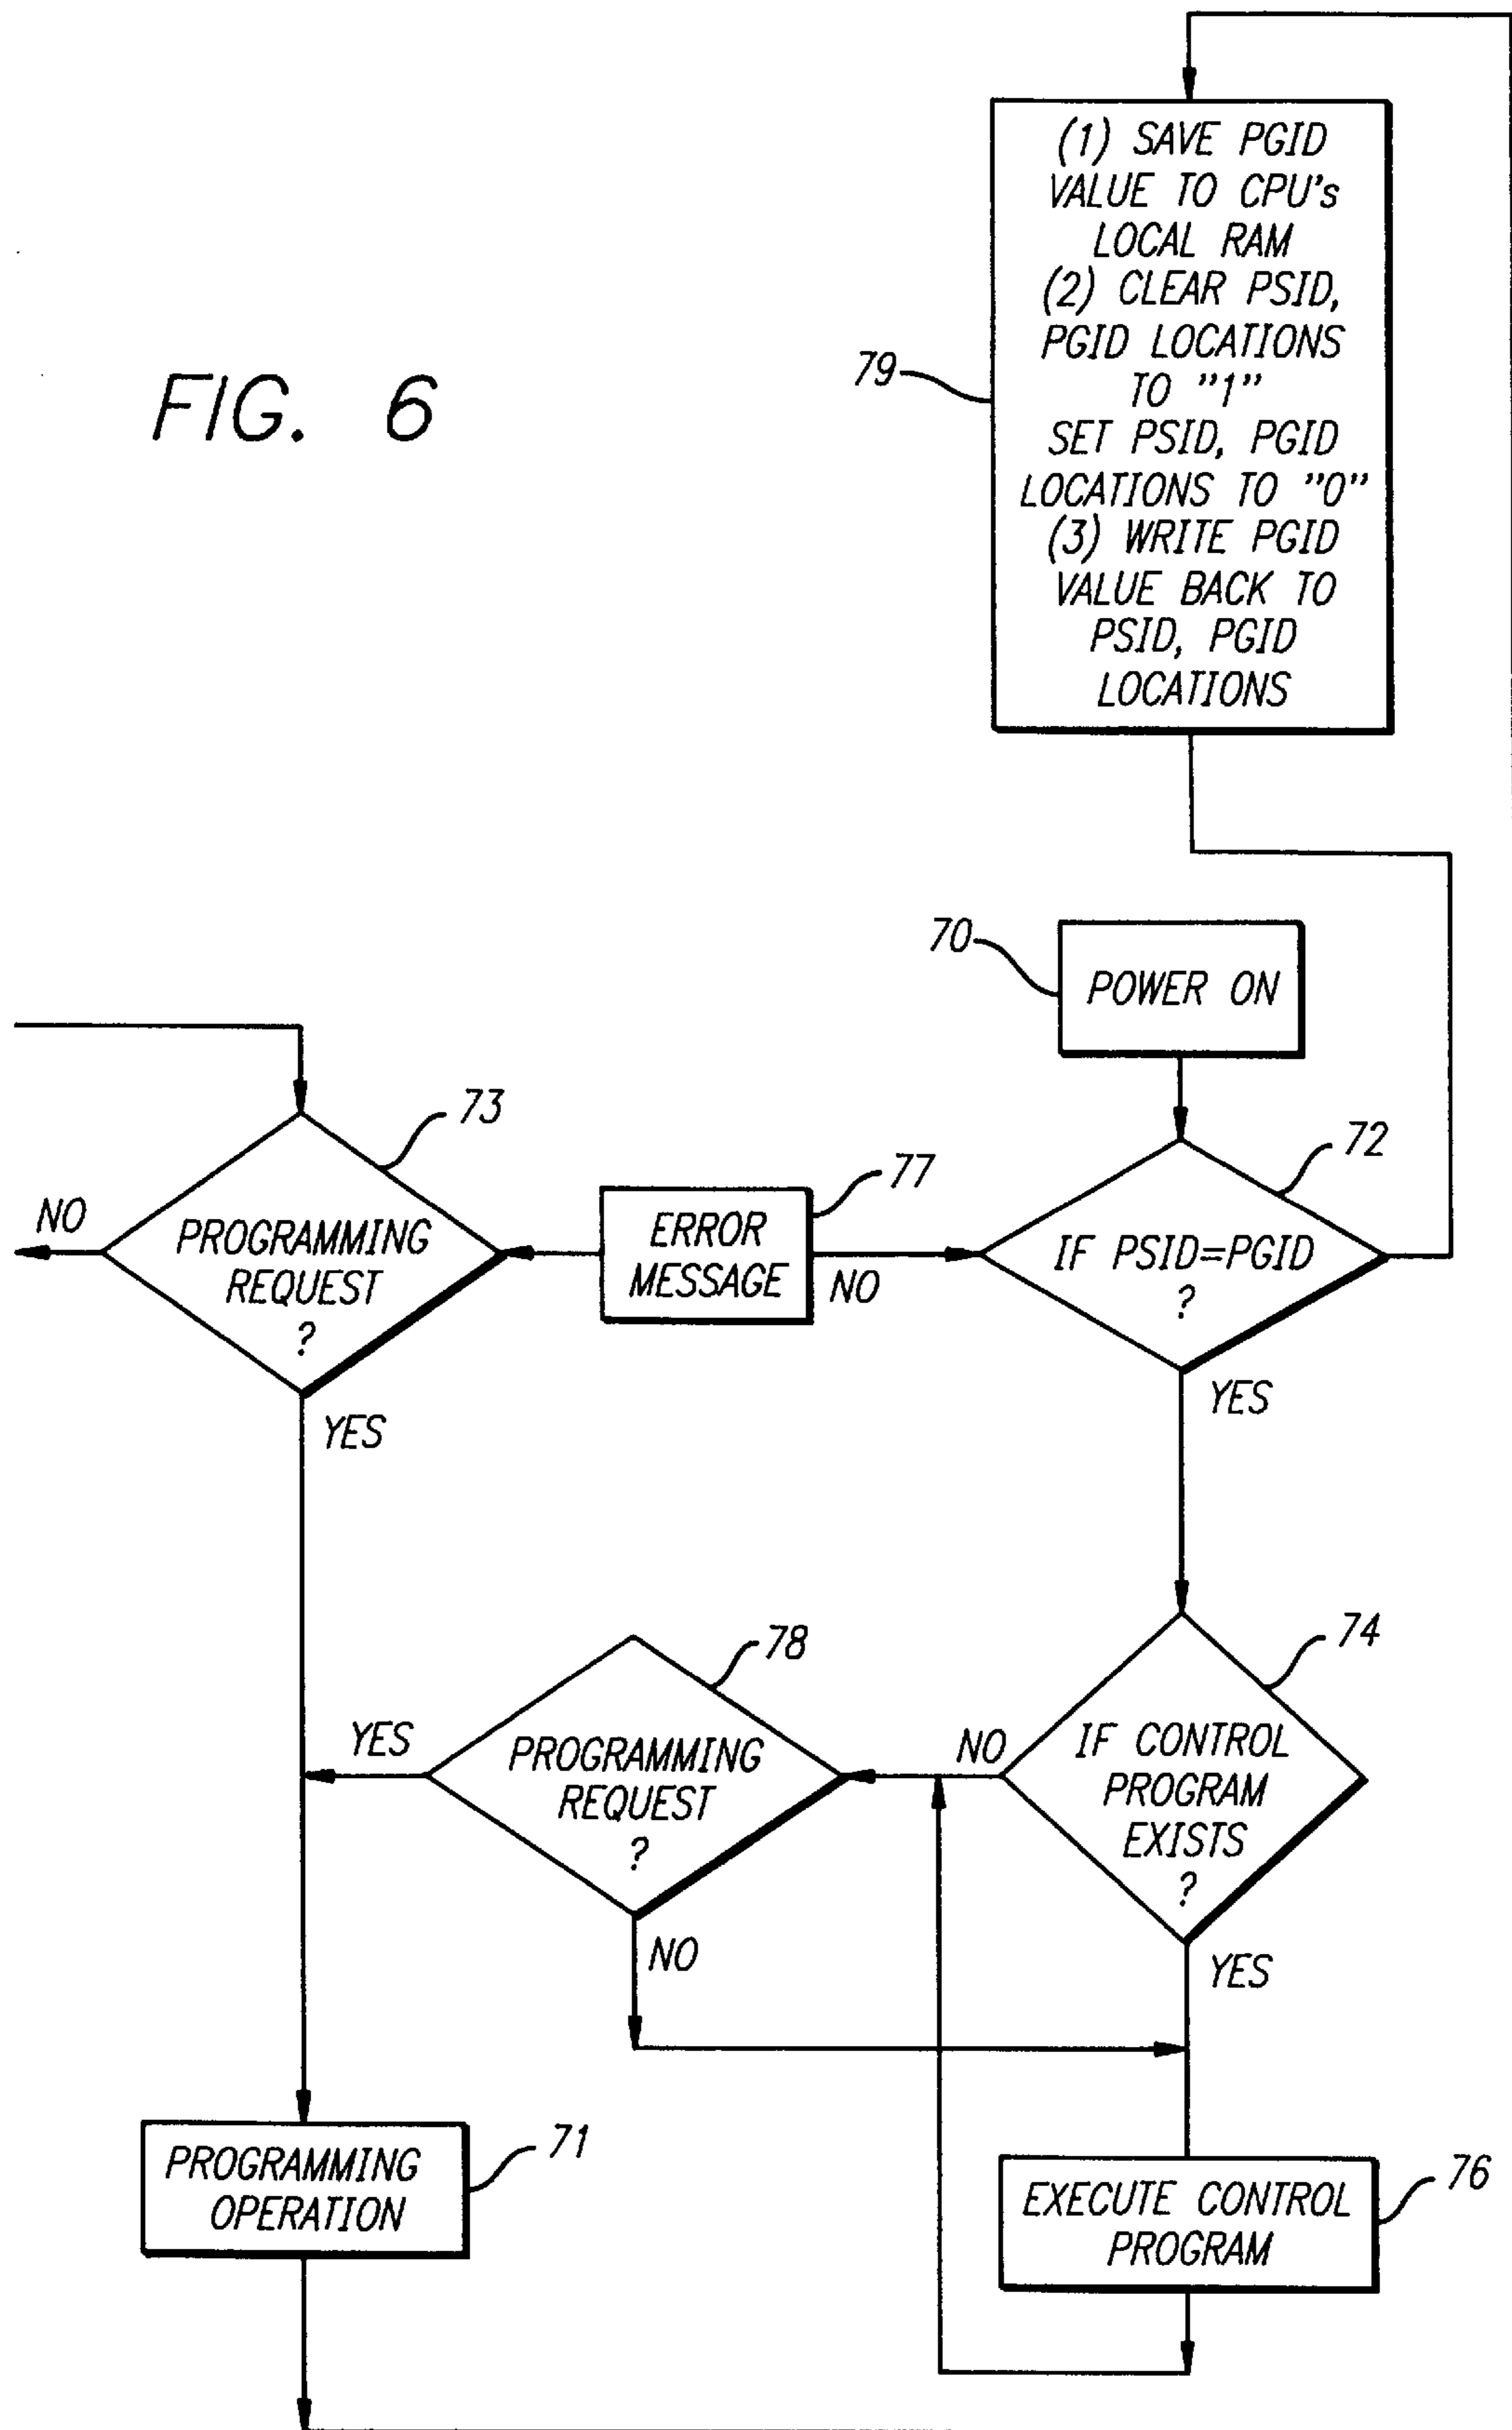 FIG. 6
(1) SAVE PGID
VALUE TO CPU's
LOCAL RAM
(2) CLEAR PSID,
PGID LOCATIONS
TO "1"
SET PSID, PGID
LOCATIONS TO "0"
(3) WRITE PGID
VALUE BACK TO
PSID, PGID
LOCATIONS
79
70
POWER ON
73
NO
PROGRAMMING
REQUEST
?
YES
77
ERROR
MESSAGE
NO
72
IF PSID=PGID
?
YES
78
YES
PROGRAMMING
REQUEST
?
NO
74
NO
IF CONTROL
PROGRAM
EXISTS
?
YES
PROGRAMMING
OPERATION
71
EXECUTE CONTROL
PROGRAM
76